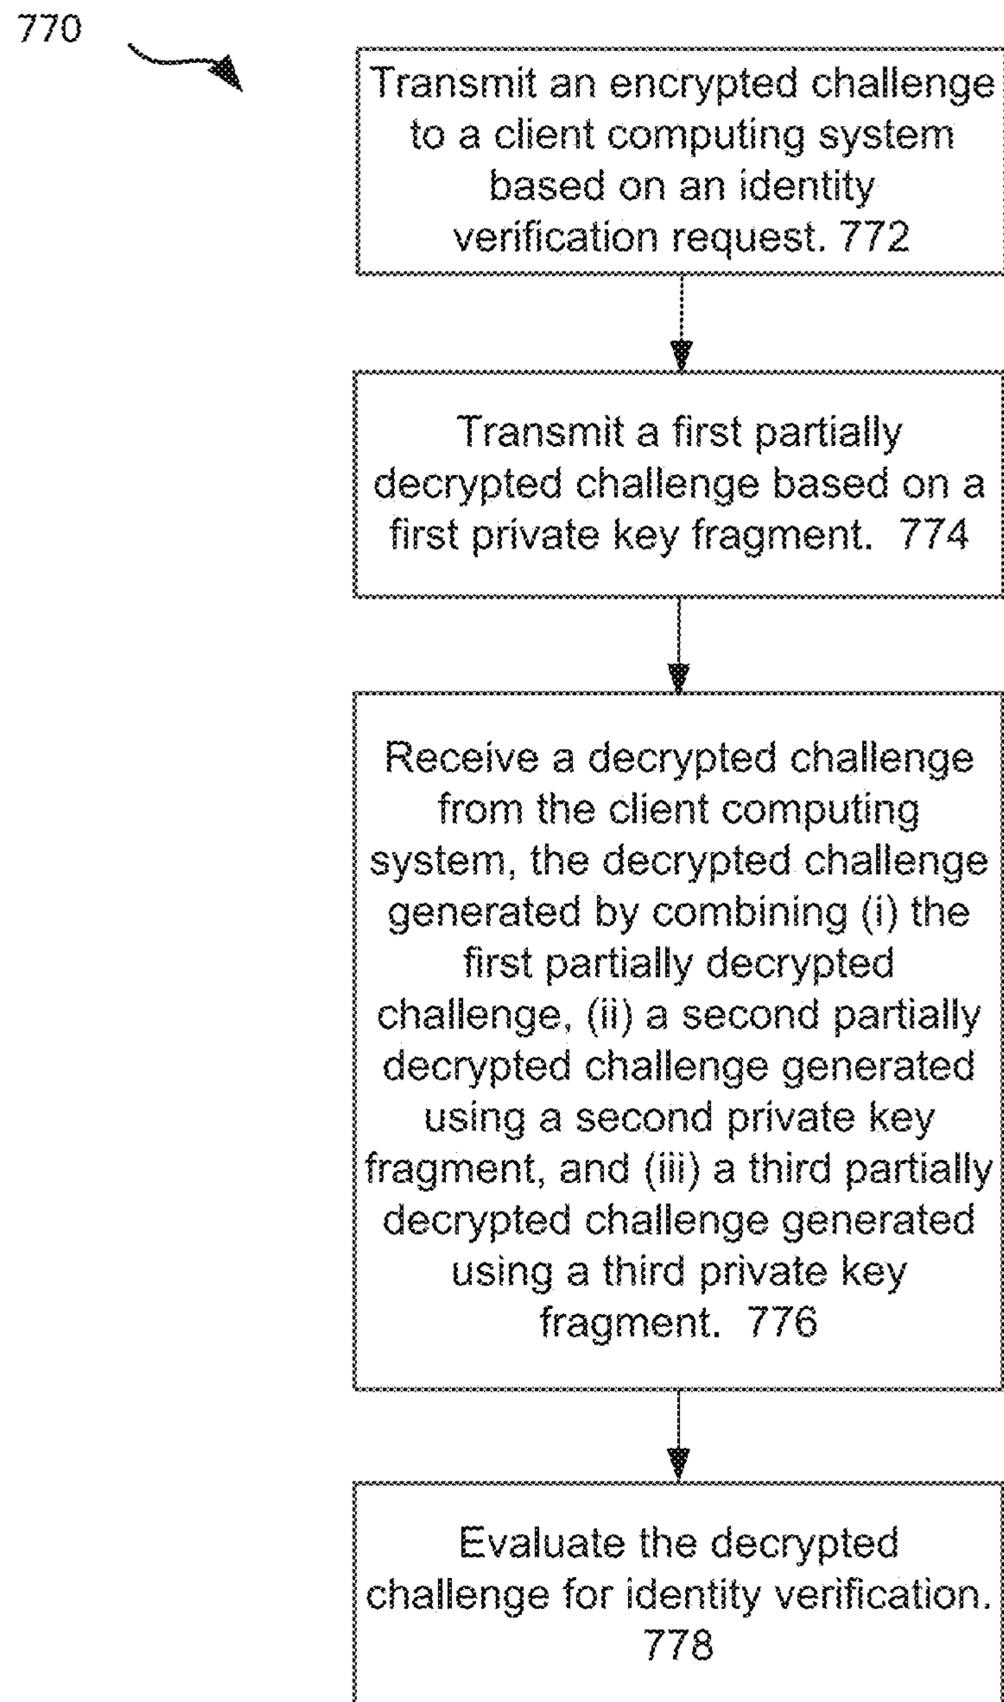 770
Transmit an encrypted challenge
to a client computing system
based on an identity
verification request. 772
Transmit a first partially
decrypted challenge based on a
first private key fragment. 774
Receive a decrypted challenge
from the client computing
system, the decrypted challenge
generated by combining (i) the
first partially decrypted
challenge, (ii) a second partially
decrypted challenge generated
using a second private key
fragment, and (iii) a third partially
decrypted challenge generated
using a third private key
fragment. 776
Evaluate the decrypted
challenge for identity verification.
778